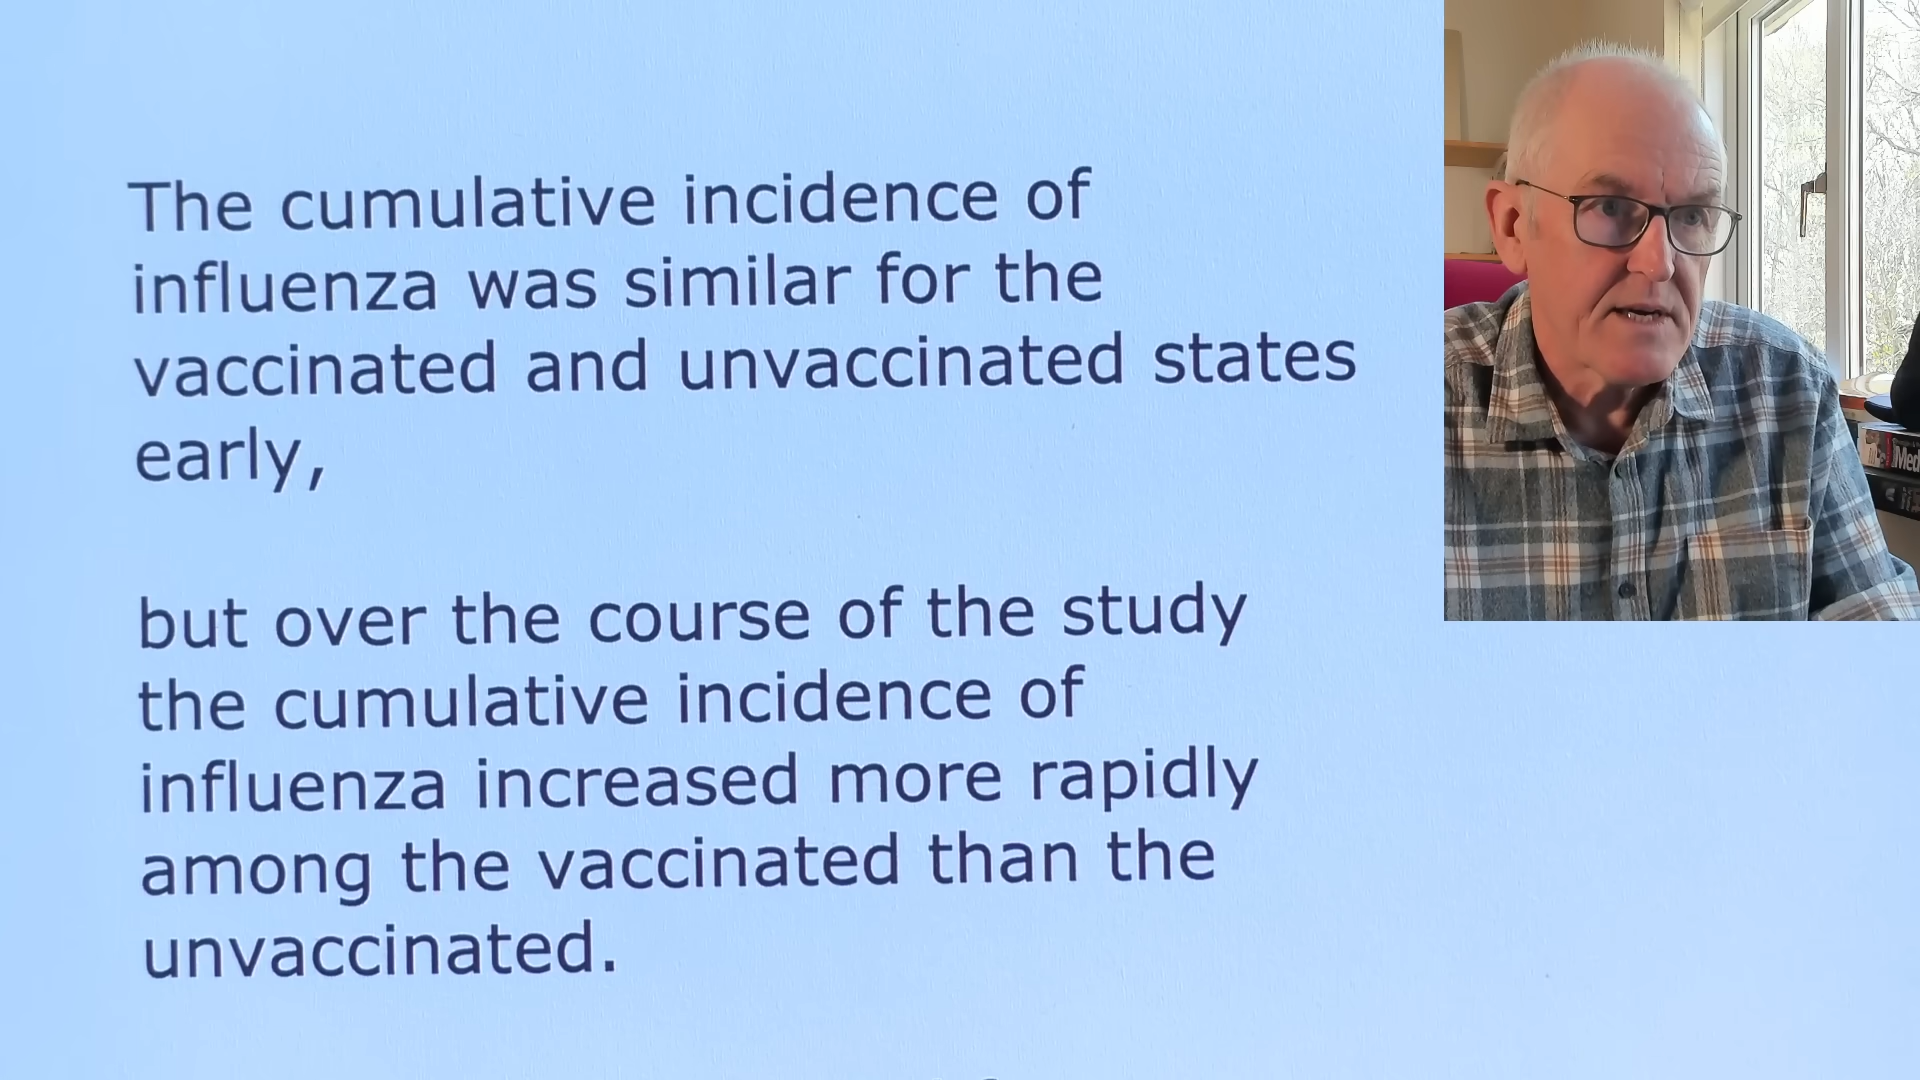 The cumulative incidence of
influenza was similar for the
vaccinated and unvaccinated states
early,
but over the course of the study
the cumulative incidence of
influenza increased more rapidly
among the vaccinated than the
unvaccinated.